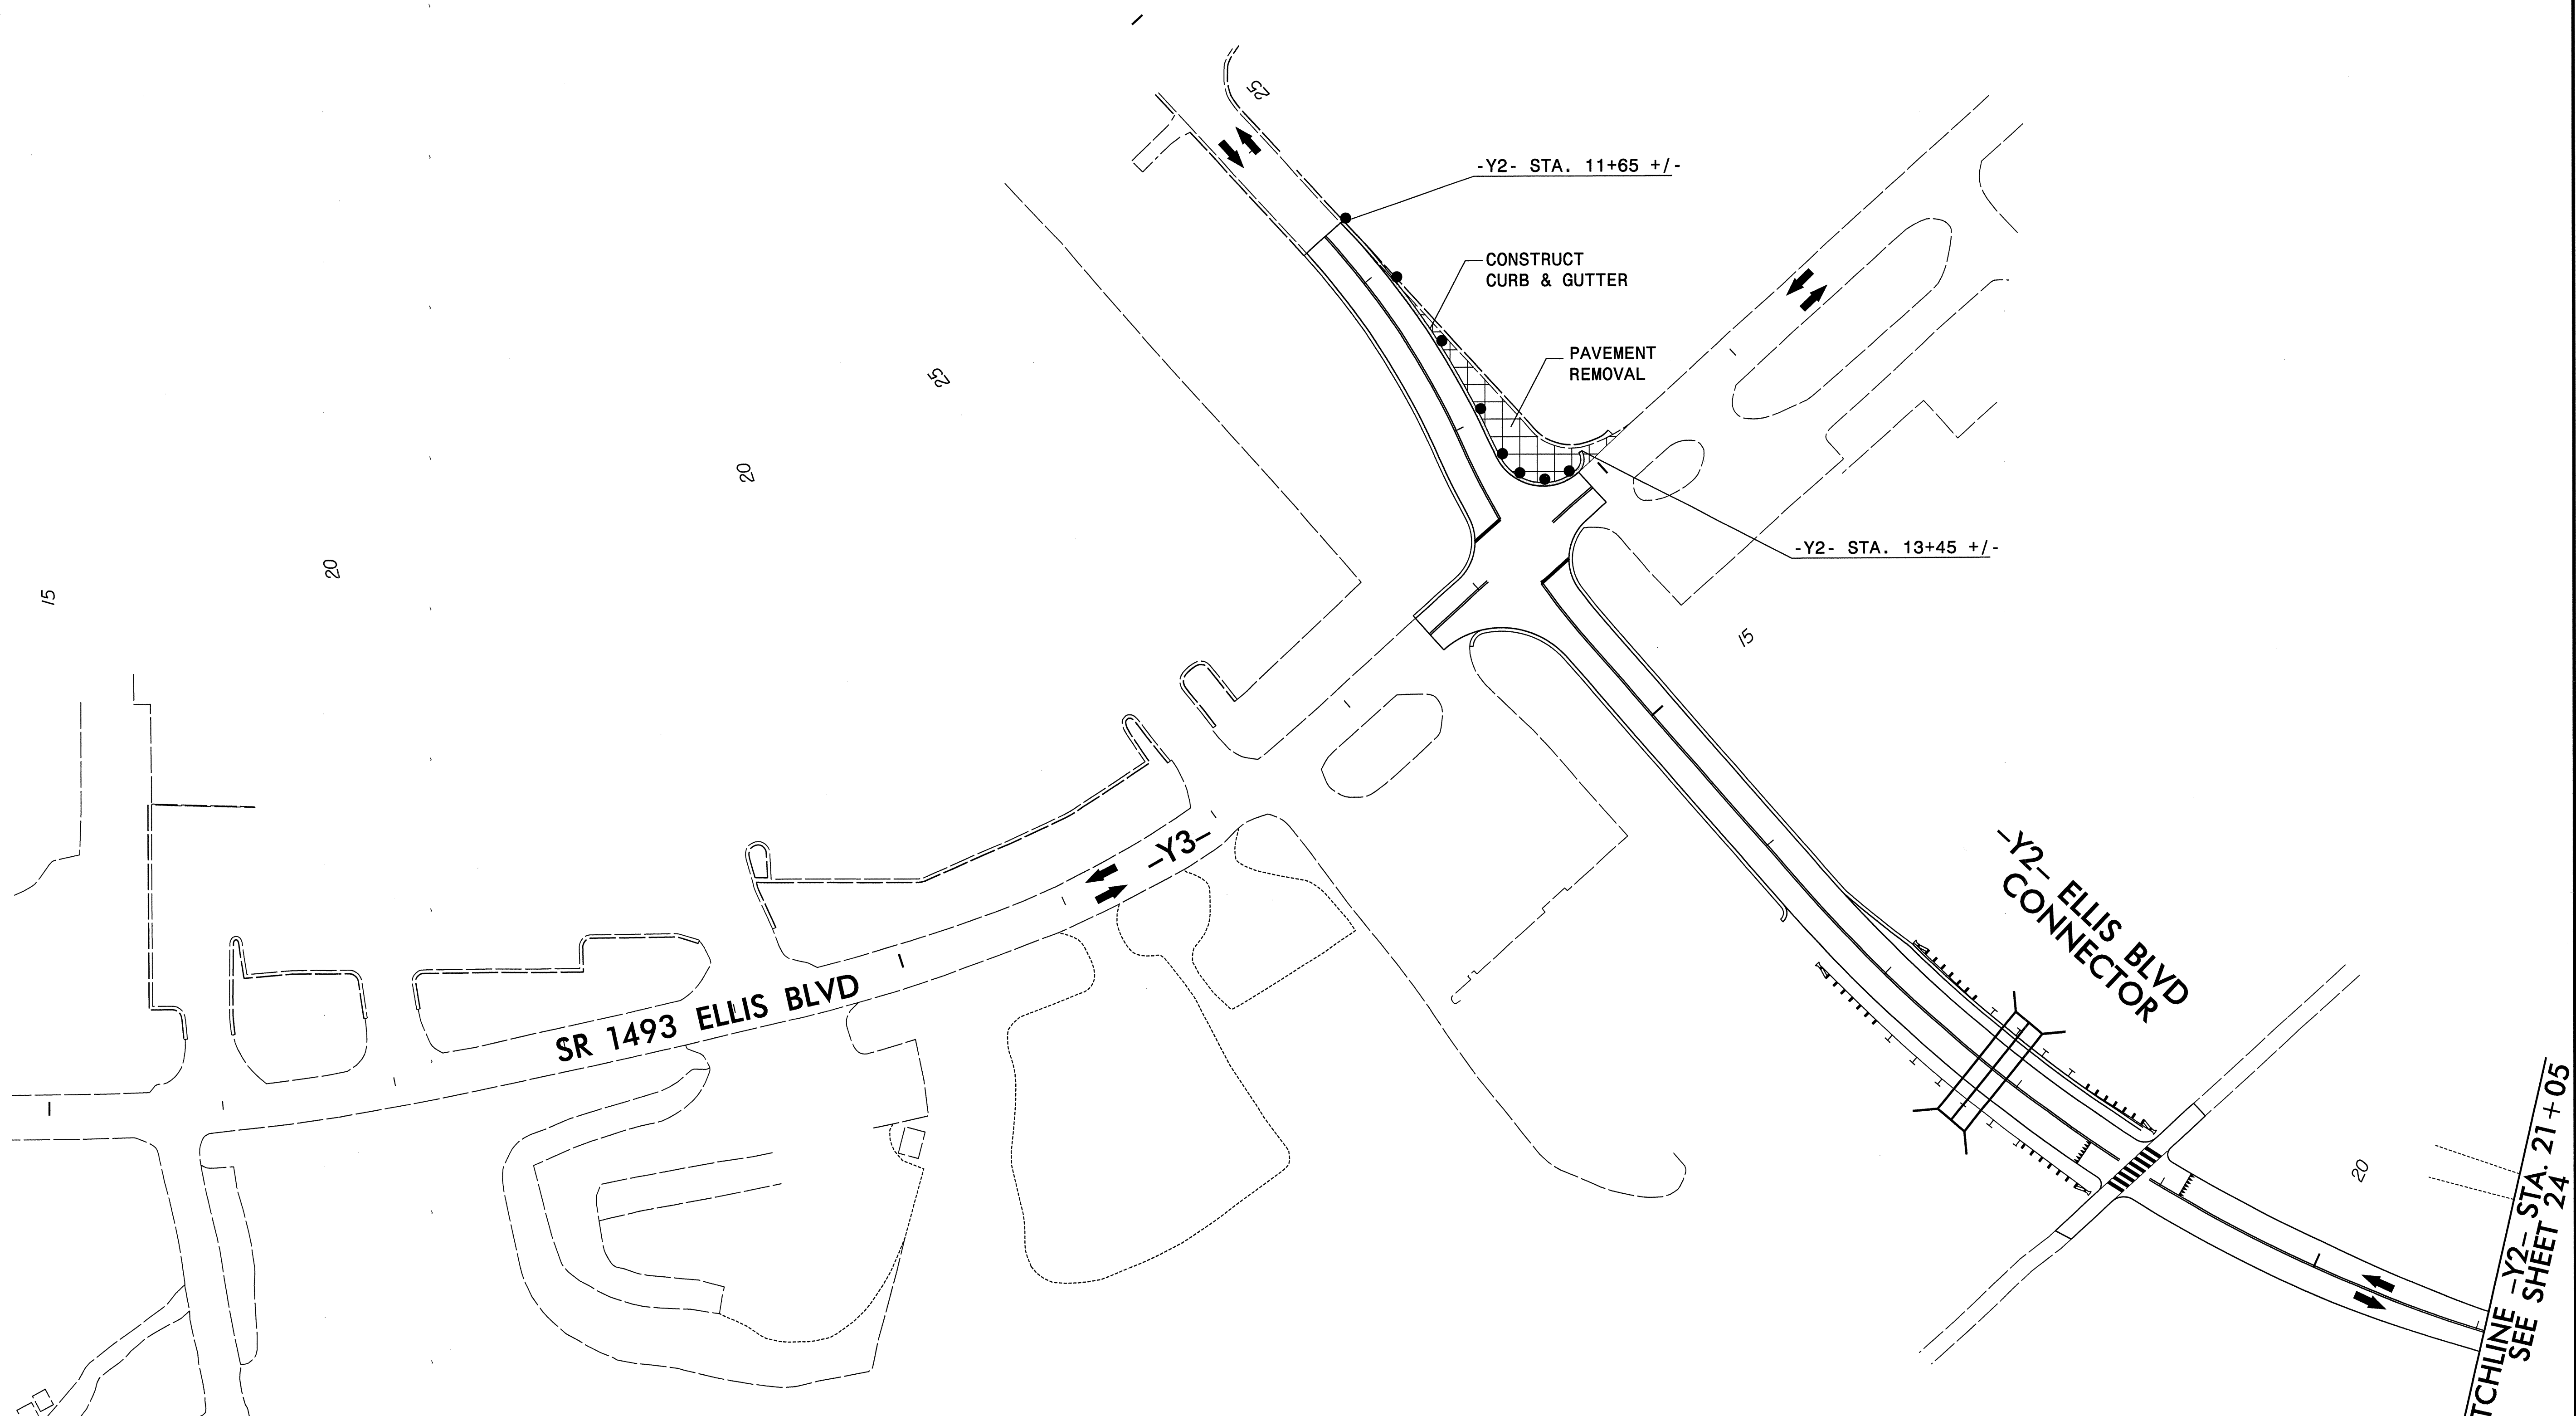 25
-Y2- STA. 11+65 +/-
CONSTRUCT
CURB & GUTTER
PAVEMENT
REMOVAL
25
20
-Y2- STA. 13+45 +/-
20
15
15
-Y3-
-Y2- ELLIS BLVD
CONNECTOR
SR 1493 ELLIS BLVD
20
TCHLINE -Y2- STA. 21+05
SEE SHEET 24